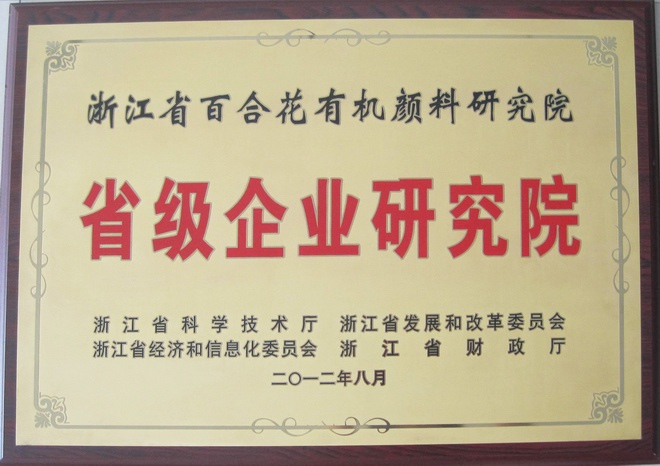 浙江省百合花有机颜料研究院
省级企业研究院
浙江省科学技术厅 浙江省发展和改革委员会
浙江省经济和信息化委员会 浙江省财政厅
二〇一二年八月